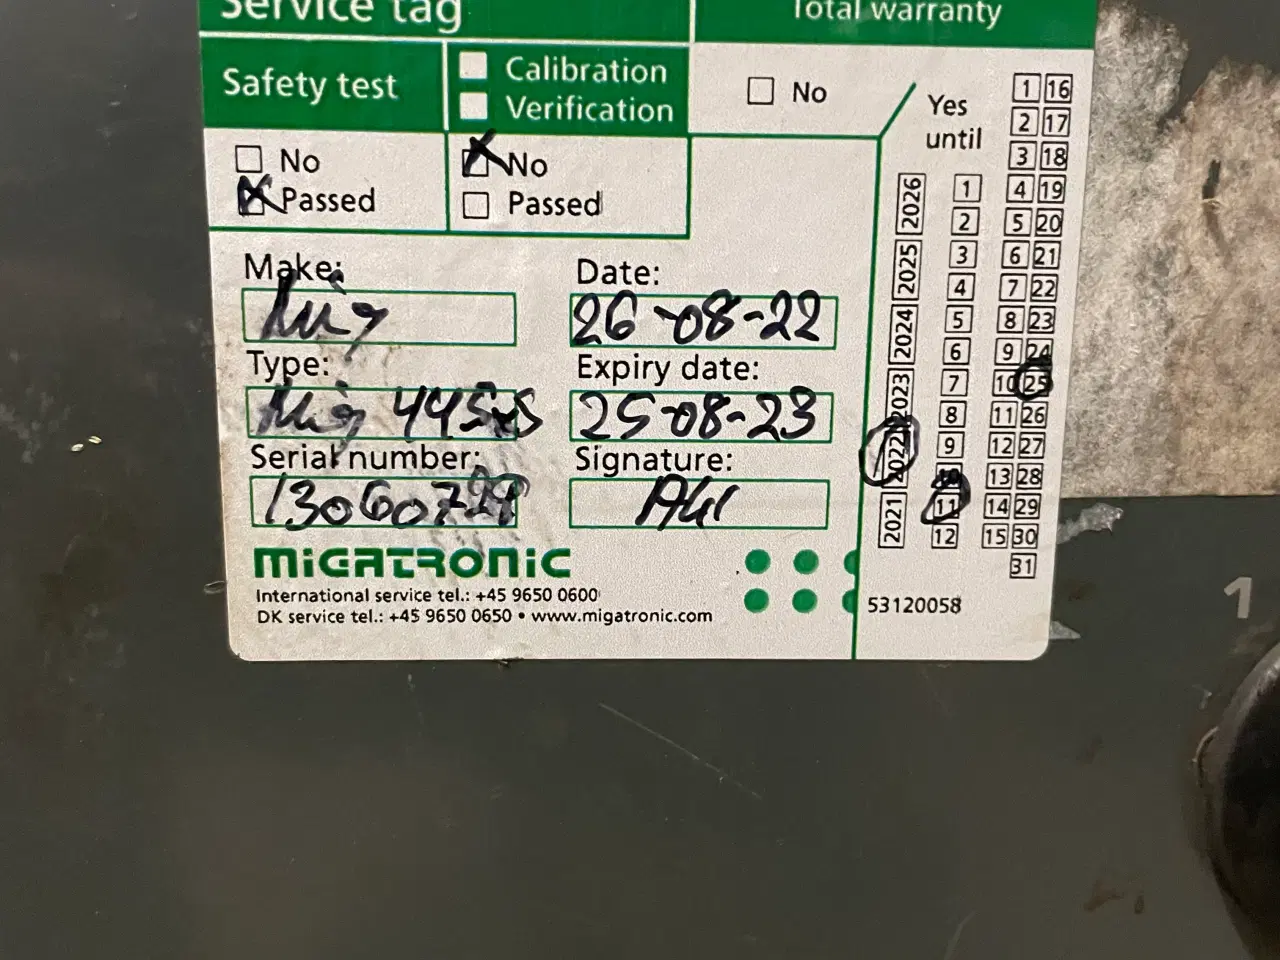 Service tag
Total warranty
Safety test
Calibration
Verification
No
Passed
No
Passed
No
Yes
until
Make:
Mig
Date:
26-08-22
Type:
Mig 445
Expiry date:
25-08-23
Serial number:
Signature:
MiGATRONiC
International service tel.: +45 9650 0600
DK service tel.: +45 9650 0650 • www.migatronic.com
2026
2025
2024
2023
2022
2021
1
2
3
4
5
6
7
8
9
10
11
12
1 16
2 17
3 18
4 19
5 20
6 21
7 22
8 23
9 24
10 25
11 26
12 27
13 28
14 29
15 30
31
53120058
1